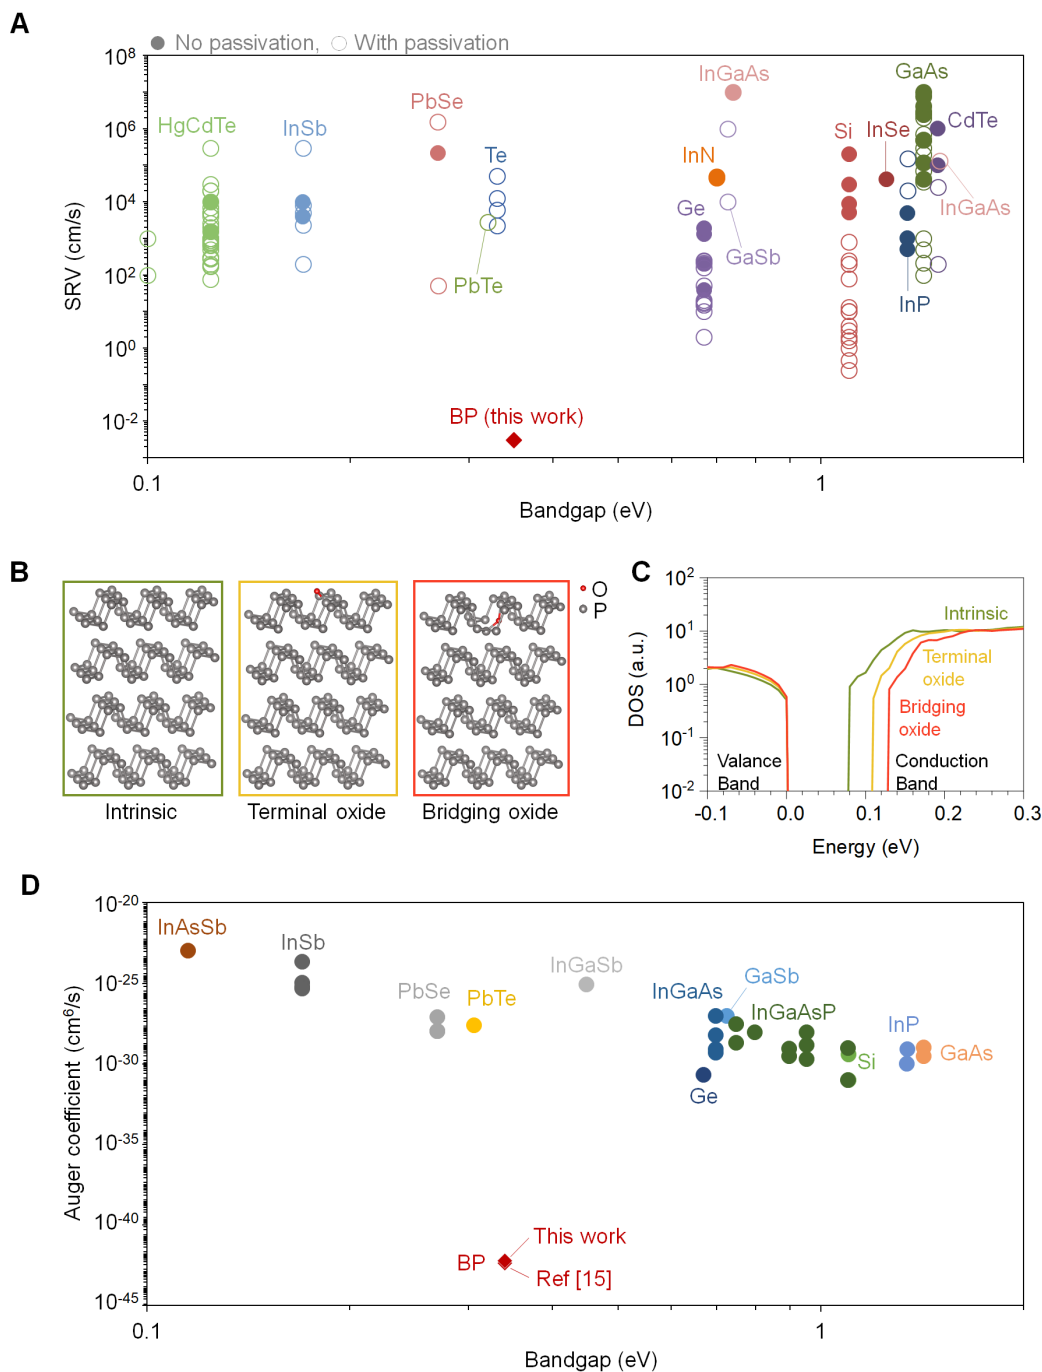 A
No passivation, With passivation
10^8
10^6
10^4
10^2
10^0
10^-2
SRV (cm/s)
HgCdTe
InSb
PbSe
Te
PbTe
InGaAs
InN
Ge
GaSb
Si
InSe
GaAs
CdTe
InGaAs
InP
BP (this work)
0.1
1
Bandgap (eV)
B
O
P
Intrinsic
Terminal oxide
Bridging oxide
C
10^2
10^1
10^0
10^-1
10^-2
DOS (a.u.)
Intrinsic
Terminal
oxide
Bridging
oxide
Valance
Band
Conduction
Band
-0.1
0.0
0.1
0.2
0.3
Energy (eV)
D
10^-20
10^-25
10^-30
10^-35
10^-40
10^-45
Auger coefficient (cm^6/s)
InAsSb
InSb
PbSe
PbTe
InGaSb
InGaAs
GaSb
InGaAsP
Ge
Si
InP
GaAs
This work
BP
Ref [15]
0.1
1
Bandgap (eV)